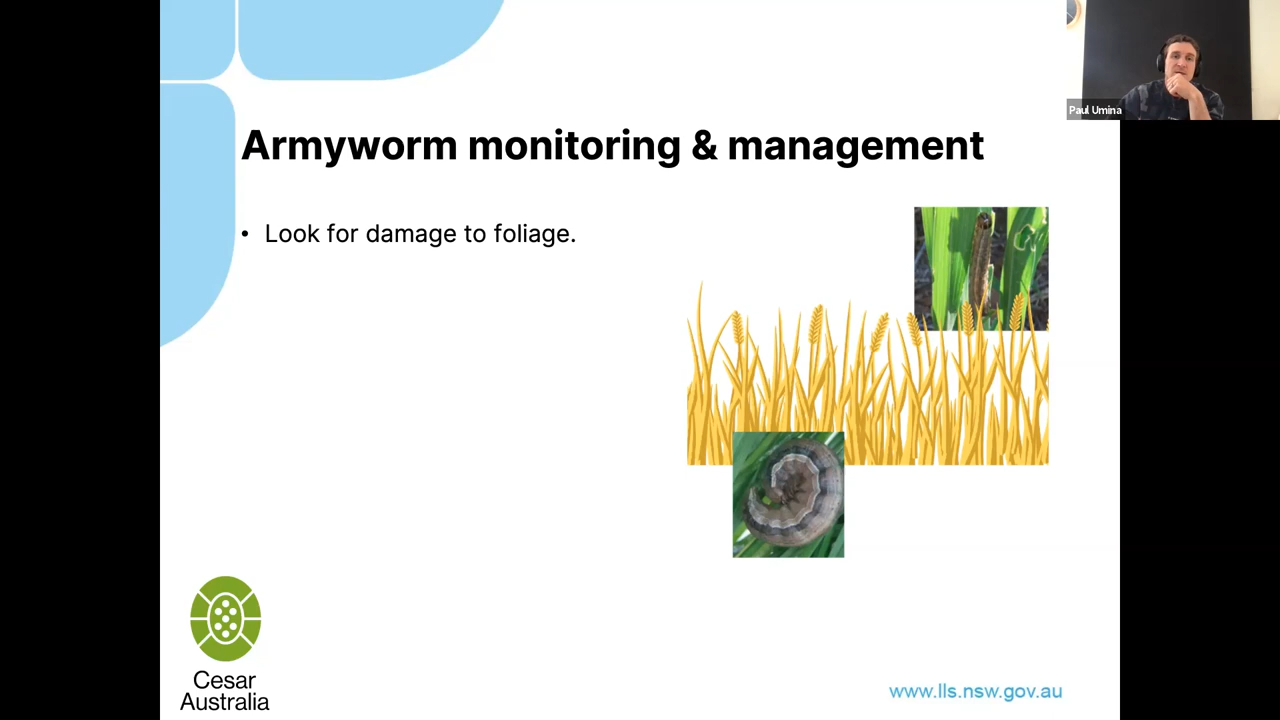 Paul Umina
Armyworm monitoring & management
• Look for damage to foliage.
Cesar
Australia
www.lls.nsw.gov.au